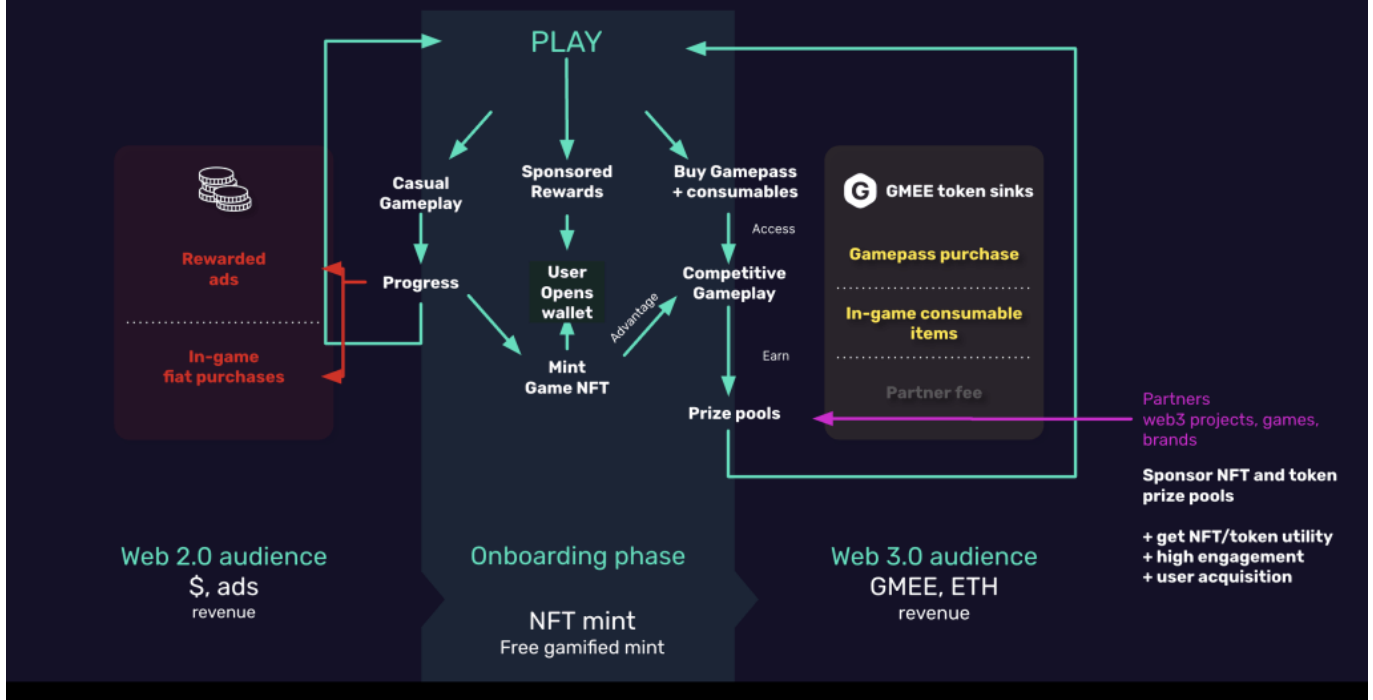 PLAY
Casual
Gameplay
Sponsored
Rewards
Buy Gamepass
+ consumables
Access
Progress
User
Opens
wallet
Competitive
Gameplay
Advantage
Mint
Game NFT
Earn
Prize pools
Rewarded
ads
In-game
fiat purchases
G GMEE token sinks
Gamepass purchase
In-game consumable
items
Partner fee
Partners
web3 projects, games,
brands
Sponsor NFT and token
prize pools
+ get NFT/token utility
+ high engagement
+ user acquisition
Web 2.0 audience
$, ads
revenue
Onboarding phase
NFT mint
Free gamified mint
Web 3.0 audience
GMEE, ETH
revenue